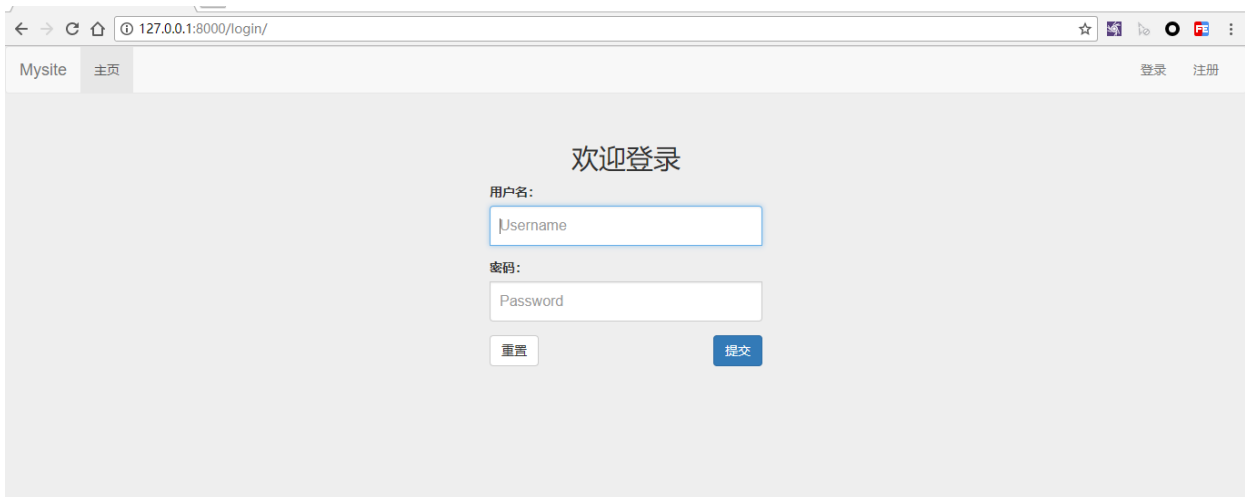 127.0.0.1:8000/login/
FE
Mysite 主页 登录 注册
欢迎登录
用户名：
Username
密码：
Password
重置 提交